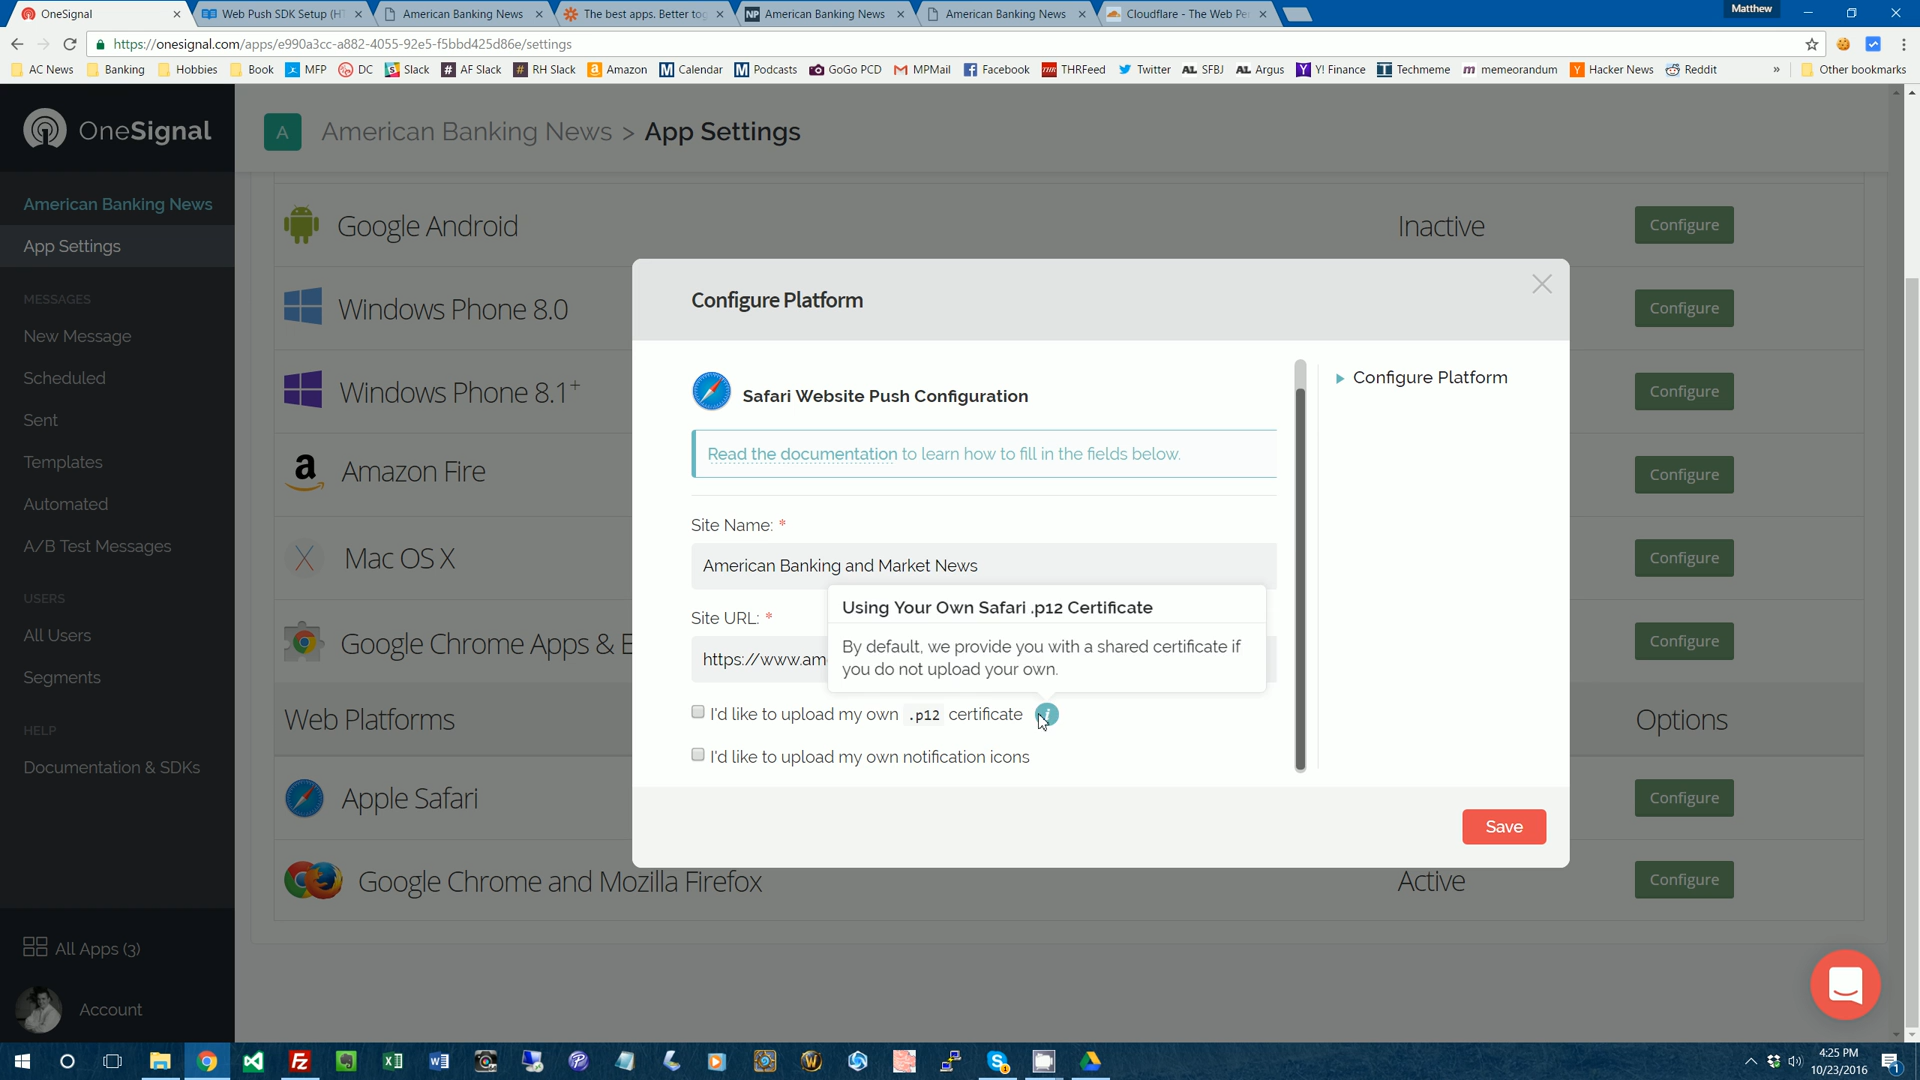 OneSignal
Web Push SDK Setup (HT
American Banking News
The best apps. Better tog
American Banking News
American Banking News
Cloudflare - The Web Pe
Matthew
https://onesignal.com/apps/e990a3cc-a882-4055-92e5-f5bbd425d86e/settings
AC News
Banking
Hobbies
Book
MFP
DC
Slack
AF Slack
RH Slack
Amazon
Calendar
Podcasts
GoGo PCD
MPMail
Facebook
THRFeed
Twitter
SFBJ
Argus
Y! Finance
Techmeme
memeorandum
Hacker News
Reddit
»
Other bookmarks
OneSignal
A
American Banking News > App Settings
American Banking News
App Settings
MESSAGES
New Message
Scheduled
Sent
Templates
Automated
A/B Test Messages
USERS
All Users
Segments
HELP
Documentation & SDKs
All Apps (3)
Account
Google Android
Inactive
Configure
Windows Phone 8.0
Configure
Windows Phone 8.1+
Configure
Amazon Fire
Configure
Mac OS X
Configure
Google Chrome Apps & E
Configure
Web Platforms
Options
Apple Safari
Configure
Google Chrome and Mozilla Firefox
Active
Configure
Configure Platform
Safari Website Push Configuration
Read the documentation to learn how to fill in the fields below.
Site Name: *
American Banking and Market News
Site URL: *
https://www.am
Using Your Own Safari .p12 Certificate
By default, we provide you with a shared certificate if
you do not upload your own.
I'd like to upload my own .p12 certificate
I'd like to upload my own notification icons
Configure Platform
Save
4:25 PM
10/23/2016